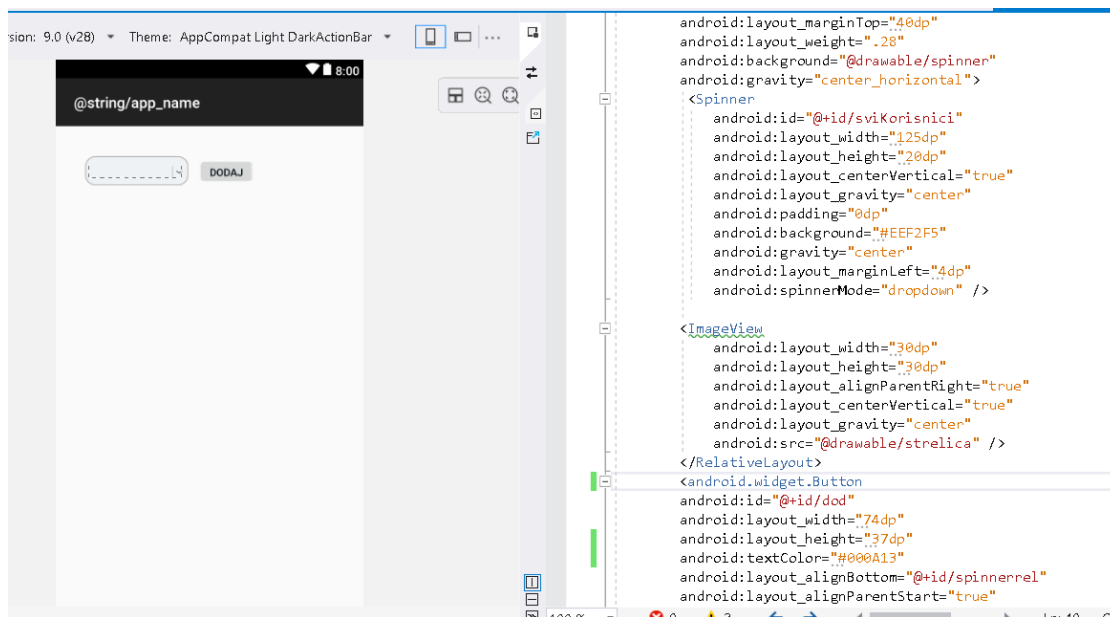 sion: 9.0 (v28) Theme: AppCompat Light DarkActionBar ...
8:00
@string/app_name
DODAJ
android:layout_marginTop="40dp"
android:layout_weight=".28"
android:background="@drawable/spinner"
android:gravity="center_horizontal">
<Spinner
android:id="@+id/sviKorisnici"
android:layout_width="125dp"
android:layout_height="20dp"
android:layout_centerVertical="true"
android:layout_gravity="center"
android:padding="0dp"
android:background="#EEF2F5"
android:gravity="center"
android:layout_marginLeft="4dp"
android:spinnerMode="dropdown" />
<ImageView
android:layout_width="30dp"
android:layout_height="30dp"
android:layout_alignParentRight="true"
android:layout_centerVertical="true"
android:layout_gravity="center"
android:src="@drawable/strelica" />
</RelativeLayout>
<android.widget.Button
android:id="@+id/dod"
android:layout_width="74dp"
android:layout_height="37dp"
android:textColor="#000A13"
android:layout_alignBottom="@+id/spinnerrel"
android:layout_alignParentStart="true"